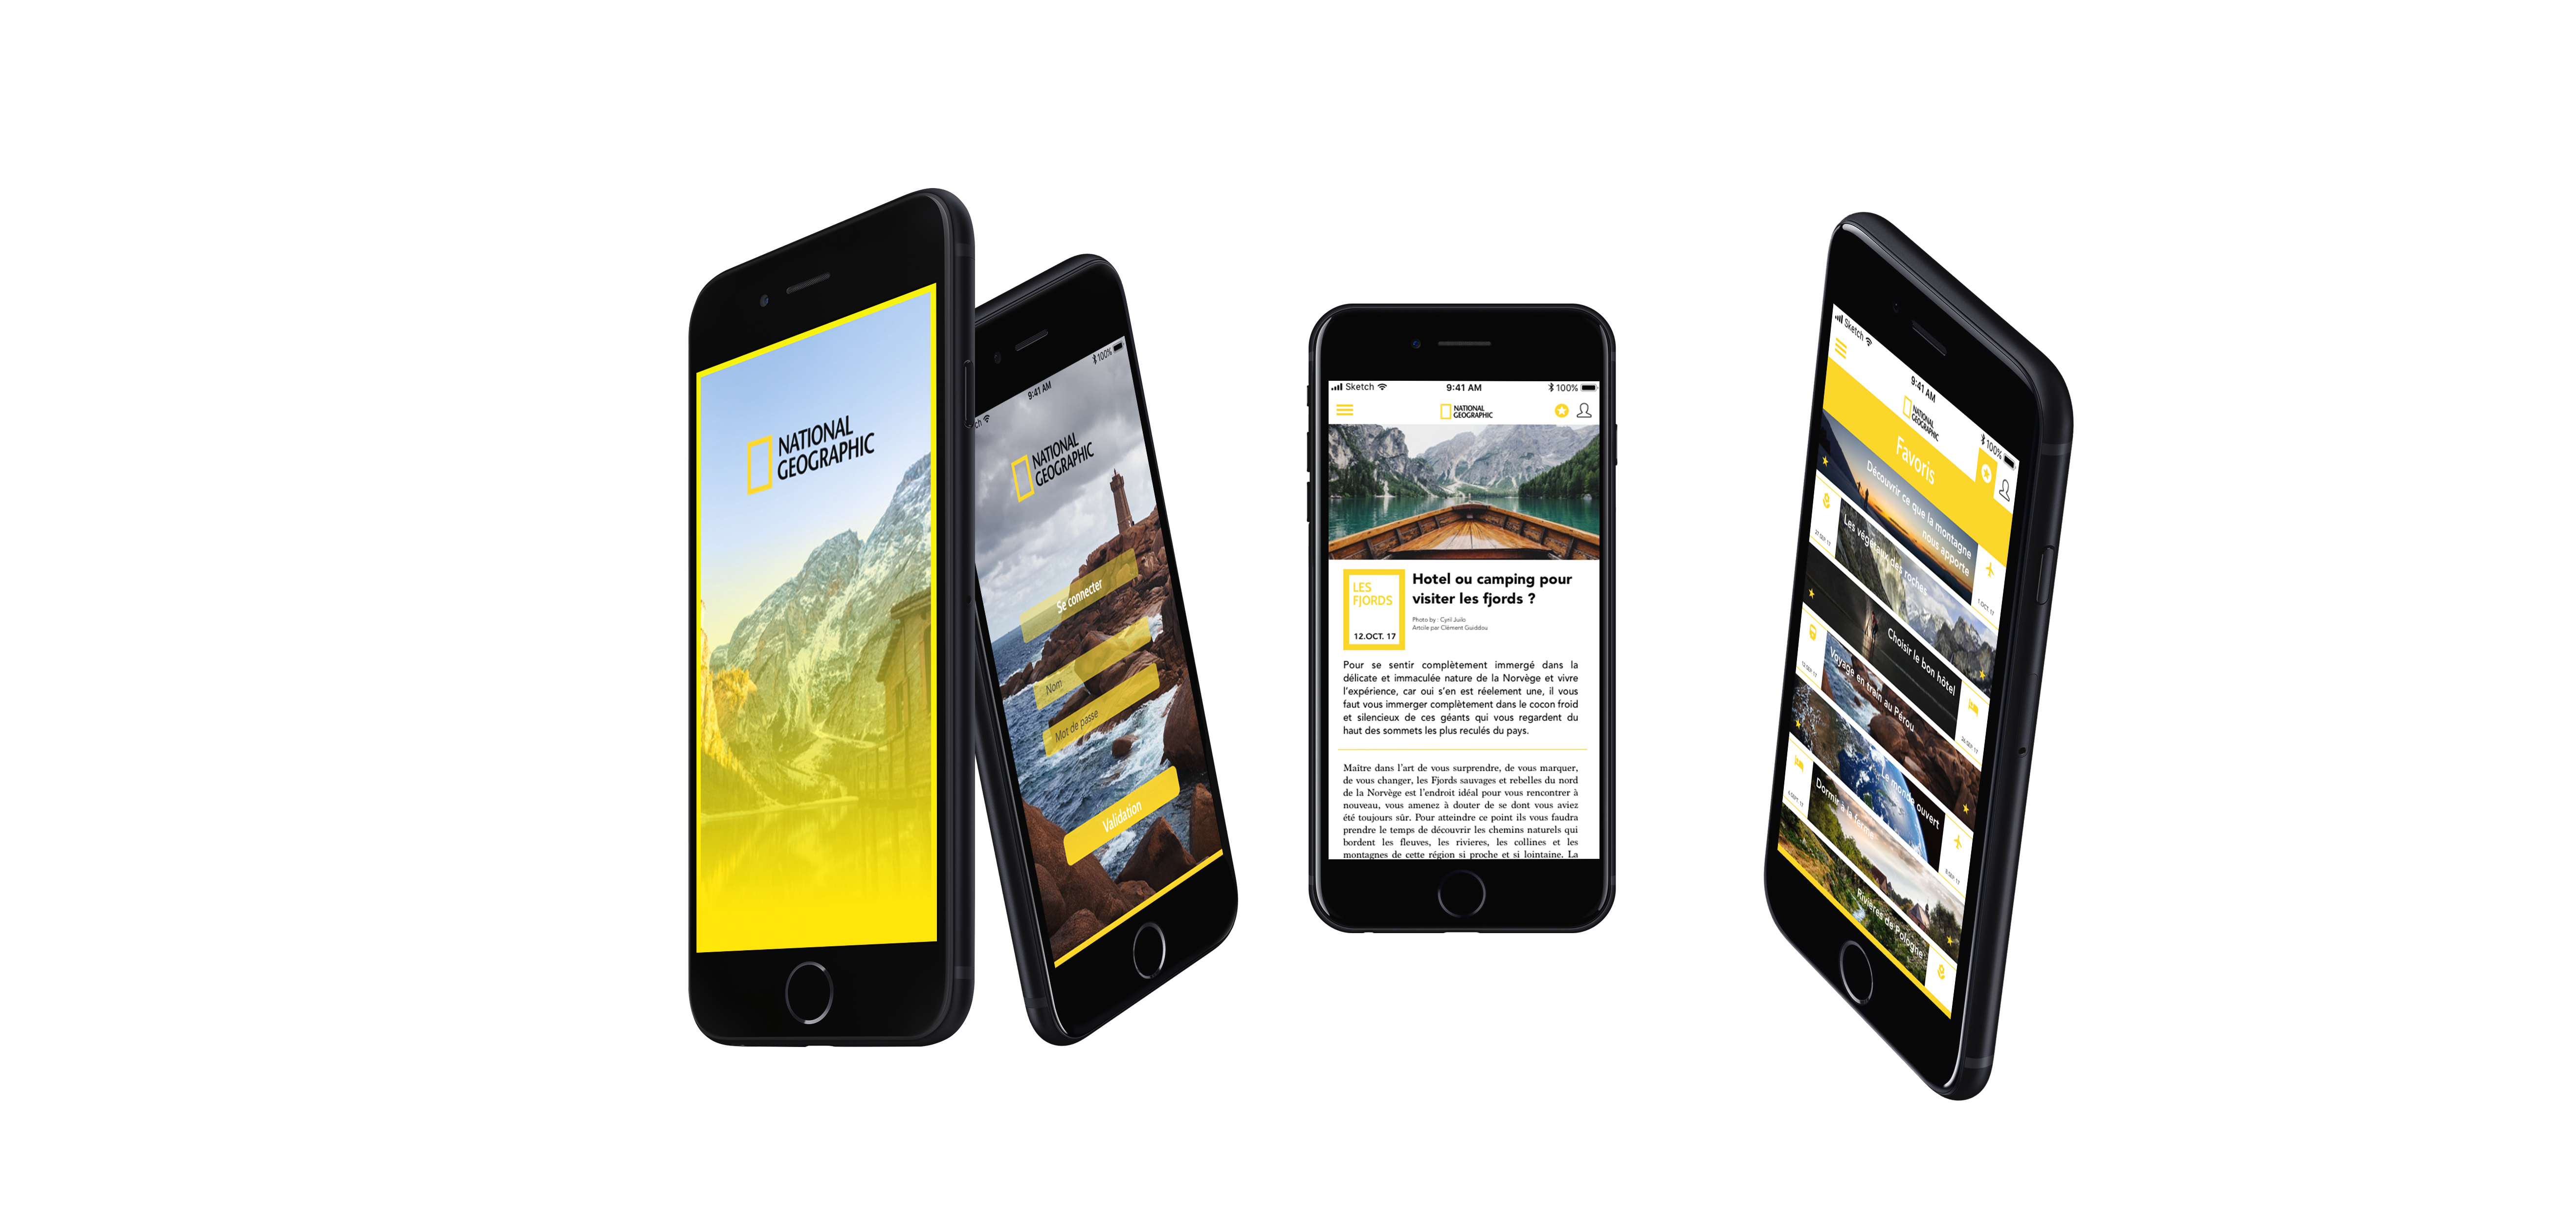 NATIONAL
GEOGRAPHIC
ch
9:41 AM
100%
NATIONAL
GEOGRAPHIC
Se connecter
Nom
Mot de passe
Validation
Sketch
9:41 AM
100%
NATIONAL
GEOGRAPHIC
LES
FJORDS
12.OCT. 17
Hotel ou camping pour
visiter les fjords ?
Photo by : Cyril Juilo
Artcile par Clément Guiddou
Pour se sentir complètement immergé dans la
délicate et immaculée nature de la Norvège et vivre
l'expérience, car oui s'en est réelement une, il vous
faut vous immerger complètement dans le cocon froid
et silencieux de ces géants qui vous regardent du
haut des sommets les plus reculés du pays.
Maître dans l'art de vous surprendre, de vous marquer,
de vous changer, les Fjords sauvages et rebelles du nord
de la Norvège est l'endroit idéal pour vous rencontrer à
nouveau, vous amenez à douter de se dont vous aviez
été toujours sûr. Pour atteindre ce point ils vous faudra
prendre le temps de découvrir les chemins naturels qui
bordent les fleuves, les rivieres, les collines et les
montagnes de cette région si proche et si lointaine. La
Sketch
9:41 AM
100%
NATIONAL
GEOGRAPHIC
Favoris
Découvrir ce que la montagne
nous apporte
1 OCT. 17
Les végétaux des roches
27 SEP. 17
Choisir le bon hôtel
Voyage en train au Pérou
Le monde ouvert
Dormir à la ferme
Rivières de Pologne